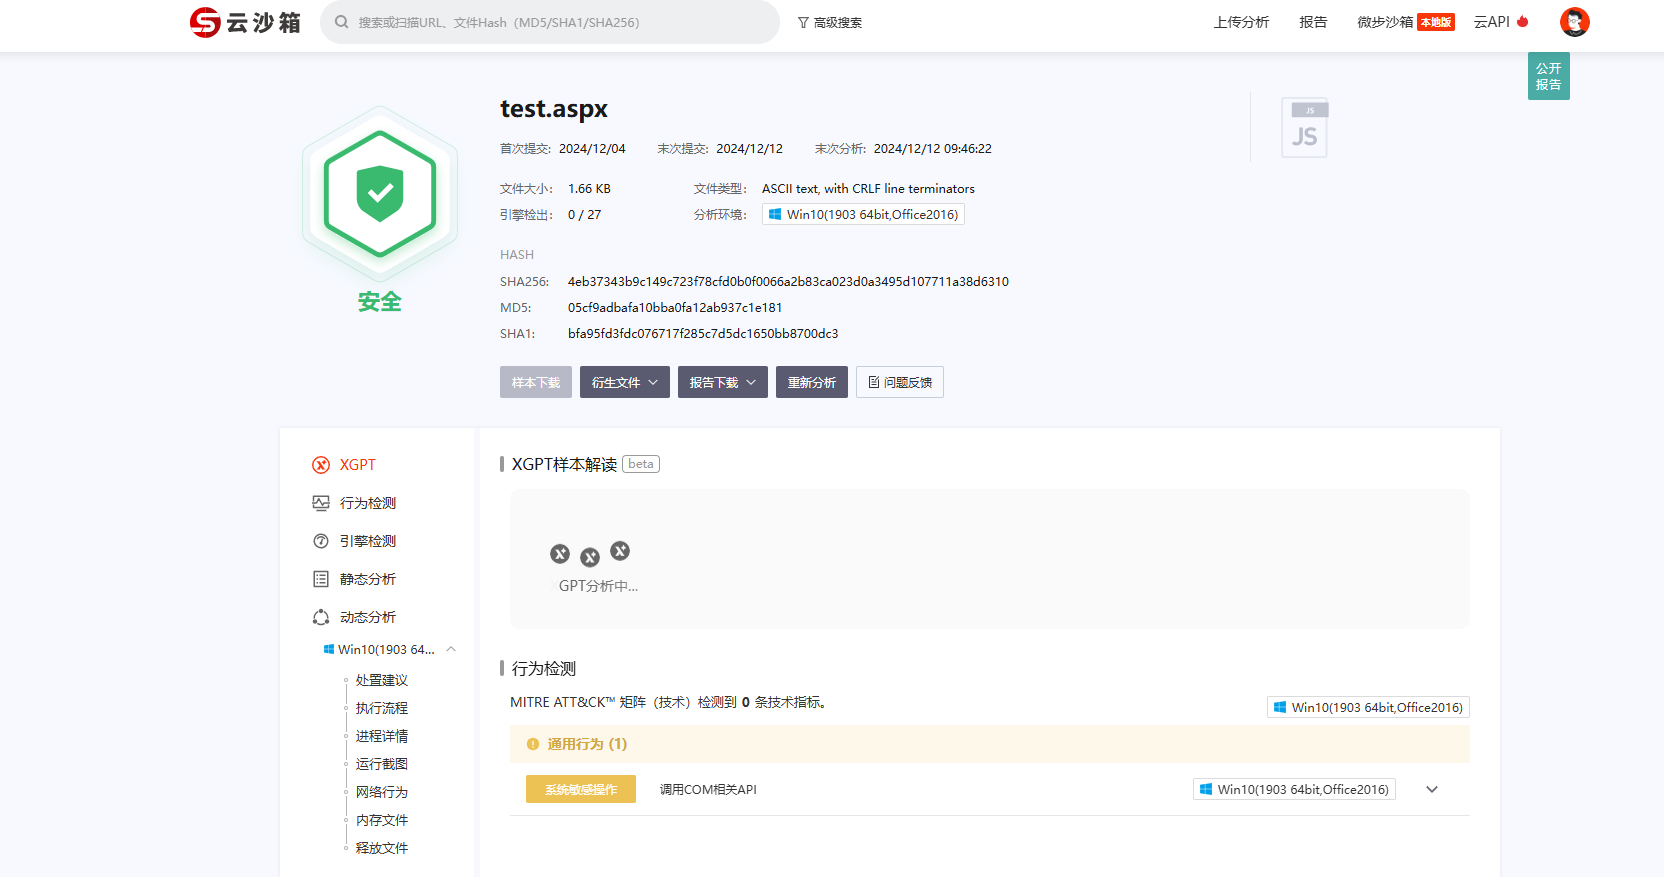 云沙箱
搜索或扫描URL、文件Hash（MD5/SHA1/SHA256）
高级搜索
上传分析
报告
微步沙箱 本地版
云API
公开
报告
安全
test.aspx
JS
JS
首次提交: 2024/12/04 末次提交: 2024/12/12 末次分析: 2024/12/12 09:46:22
文件大小: 1.66 KB 文件类型: ASCII text, with CRLF line terminators
引擎检出: 0 / 27 分析环境: Win10(1903 64bit,Office2016)
HASH
SHA256: 4eb37343b9c149c723f78cfd0b0f0066a2b83ca023d0a3495d107711a38d6310
MD5: 05cf9adbafa10bba0fa12ab937c1e181
SHA1: bfa95fd3fdc076717f285c7d5dc1650bb8700dc3
样本下载 衍生文件 报告下载 重新分析 问题反馈
XGPT
行为检测
引擎检测
静态分析
动态分析
Win10(1903 64...
处置建议
执行流程
进程详情
运行截图
网络行为
内存文件
释放文件
XGPT样本解读 beta
GPT分析中...
行为检测
MITRE ATT&CK™ 矩阵（技术）检测到 0 条技术指标。
Win10(1903 64bit,Office2016)
通用行为 (1)
系统敏感操作 调用COM相关API Win10(1903 64bit,Office2016)